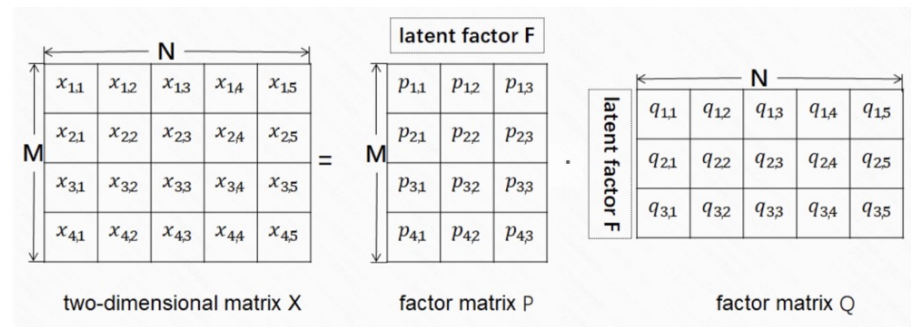 latent factor F
N
x1,1 x1,2 x1,3 x1,4 x1,5
x2,1 x2,2 x2,3 x2,4 x2,5
x3,1 x3,2 x3,3 x3,4 x3,5
x4,1 x4,2 x4,3 x4,4 x4,5
M
=
p1,1 p1,2 p1,3
p2,1 p2,2 p2,3
p3,1 p3,2 p3,3
p4,1 p4,2 p4,3
M
·
N
latent factor F
q1,1 q1,2 q1,3 q1,4 q1,5
q2,1 q2,2 q2,3 q2,4 q2,5
q3,1 q3,2 q3,3 q3,4 q3,5
two-dimensional matrix X
factor matrix P
factor matrix Q